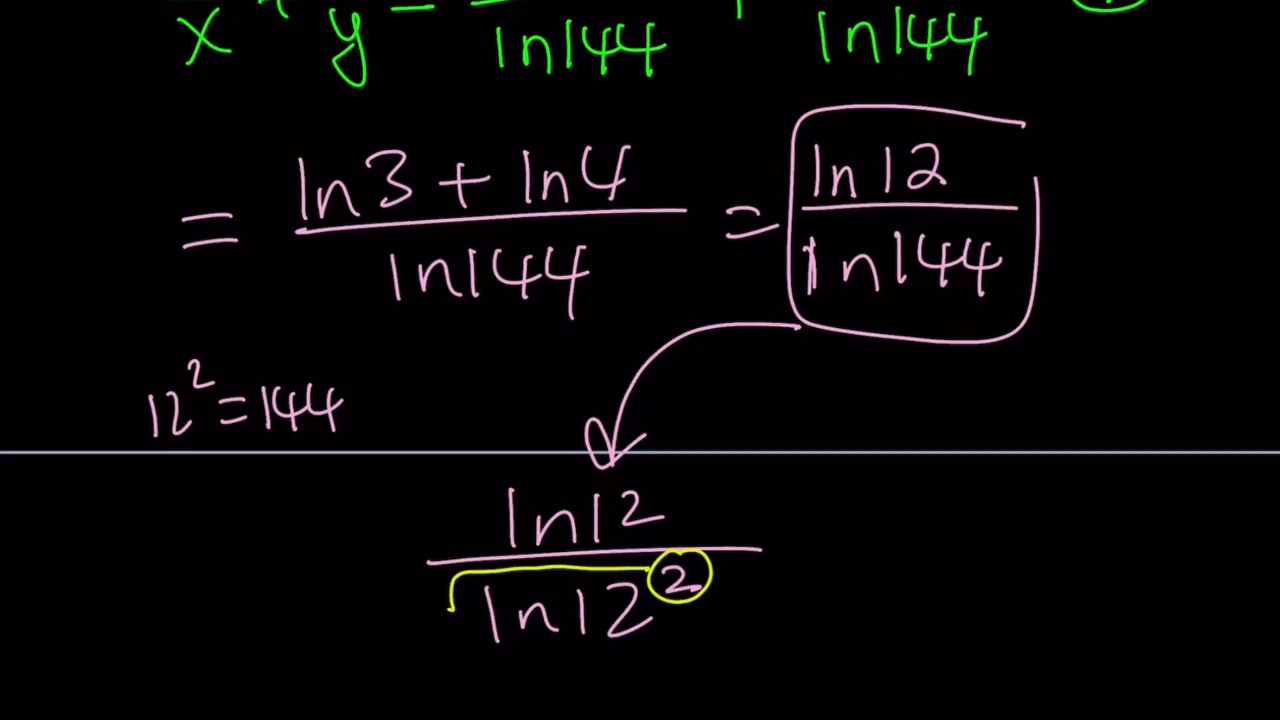 x + y = ln144 + ln144
= ln3 + ln4 / ln144 = ln12 / ln144
12² = 144
ln12
ln12²